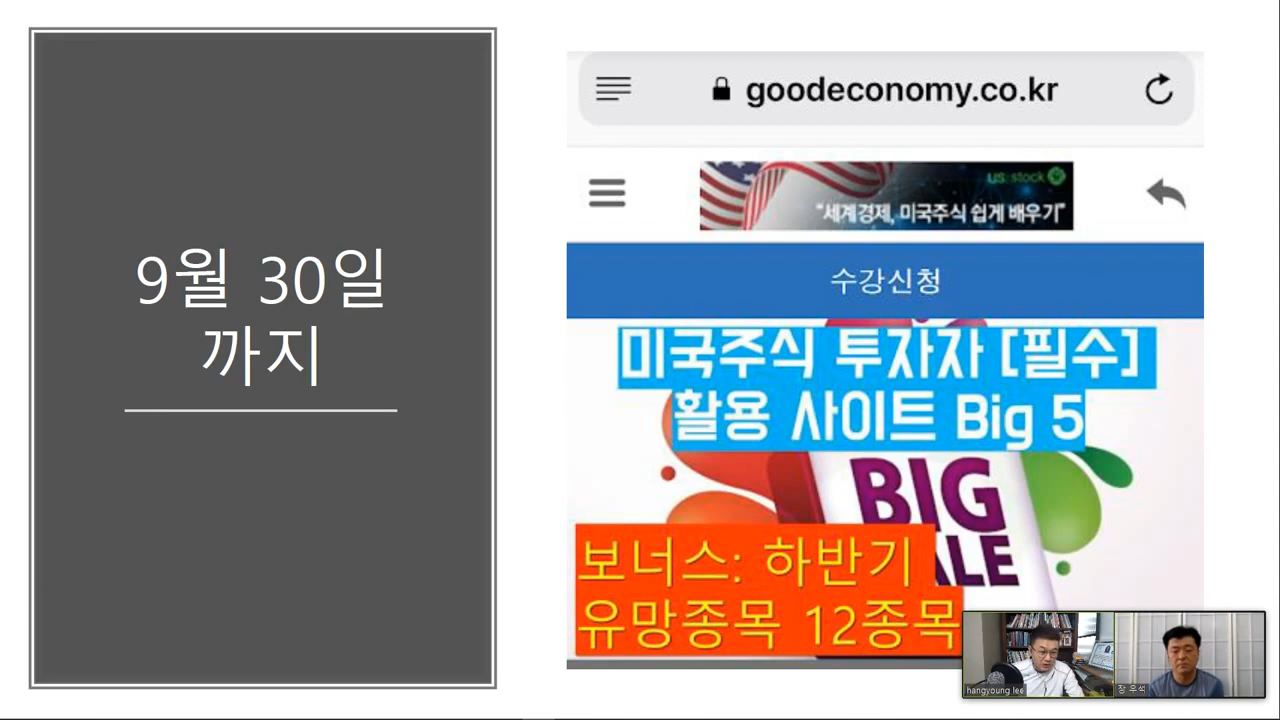 9월 30일
까지
goodeconomy.co.kr
us stock
"세계경제, 미국주식 쉽게 배우기"
수강신청
미국주식 투자자 [필수]
활용 사이트 Big 5
BIG
ALE
보너스: 하반기
유망종목 12종목
hangyoung lee
장 우석